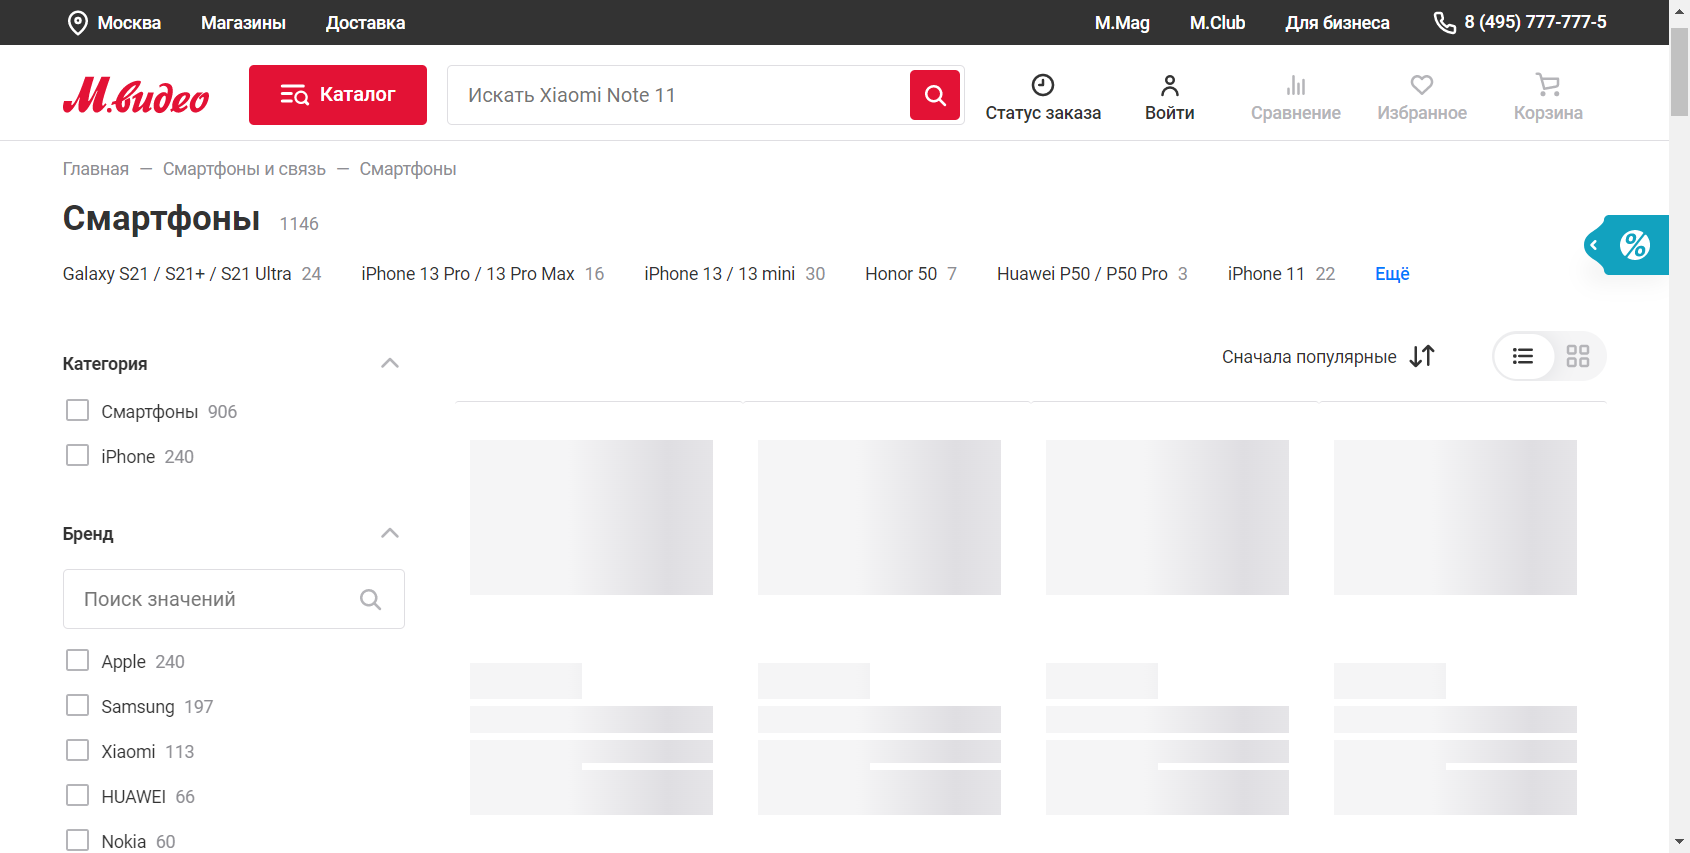 Москва Магазины Доставка M.Mag M.Club Для бизнеса 8 (495) 777-777-5
М.видео Каталог Искать Xiaomi Note 11 Статус заказа Войти Сравнение Избранное Корзина
Главная — Смартфоны и связь — Смартфоны
Смартфоны 1146
Galaxy S21 / S21+ / S21 Ultra 24 iPhone 13 Pro / 13 Pro Max 16 iPhone 13 / 13 mini 30 Honor 50 7 Huawei P50 / P50 Pro 3 iPhone 11 22 Ещё
Сначала популярные
Категория
Смартфоны 906
iPhone 240
Бренд
Поиск значений
Apple 240
Samsung 197
Xiaomi 113
HUAWEI 66
Nokia 60